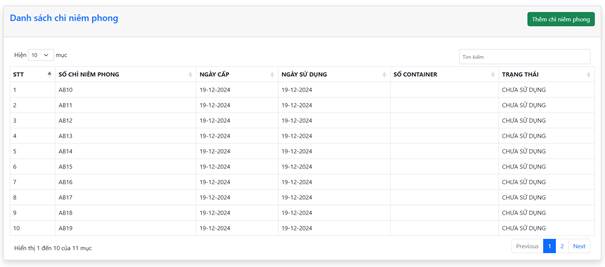 Danh sách chì niêm phong
Thêm chì niêm phong
Hiện 10 mục
Tìm kiếm
STT SỐ CHÌ NIÊM PHONG NGÀY CẤP NGÀY SỬ DỤNG SỐ CONTAINER TRẠNG THÁI
1 AB10 19-12-2024 19-12-2024 CHƯA SỬ DỤNG
2 AB11 19-12-2024 19-12-2024 CHƯA SỬ DỤNG
3 AB12 19-12-2024 19-12-2024 CHƯA SỬ DỤNG
4 AB13 19-12-2024 19-12-2024 CHƯA SỬ DỤNG
5 AB14 19-12-2024 19-12-2024 CHƯA SỬ DỤNG
6 AB15 19-12-2024 19-12-2024 CHƯA SỬ DỤNG
7 AB16 19-12-2024 19-12-2024 CHƯA SỬ DỤNG
8 AB17 19-12-2024 19-12-2024 CHƯA SỬ DỤNG
9 AB18 19-12-2024 19-12-2024 CHƯA SỬ DỤNG
10 AB19 19-12-2024 19-12-2024 CHƯA SỬ DỤNG
Hiển thị 1 đến 10 của 11 mục
Previous 1 2 Next